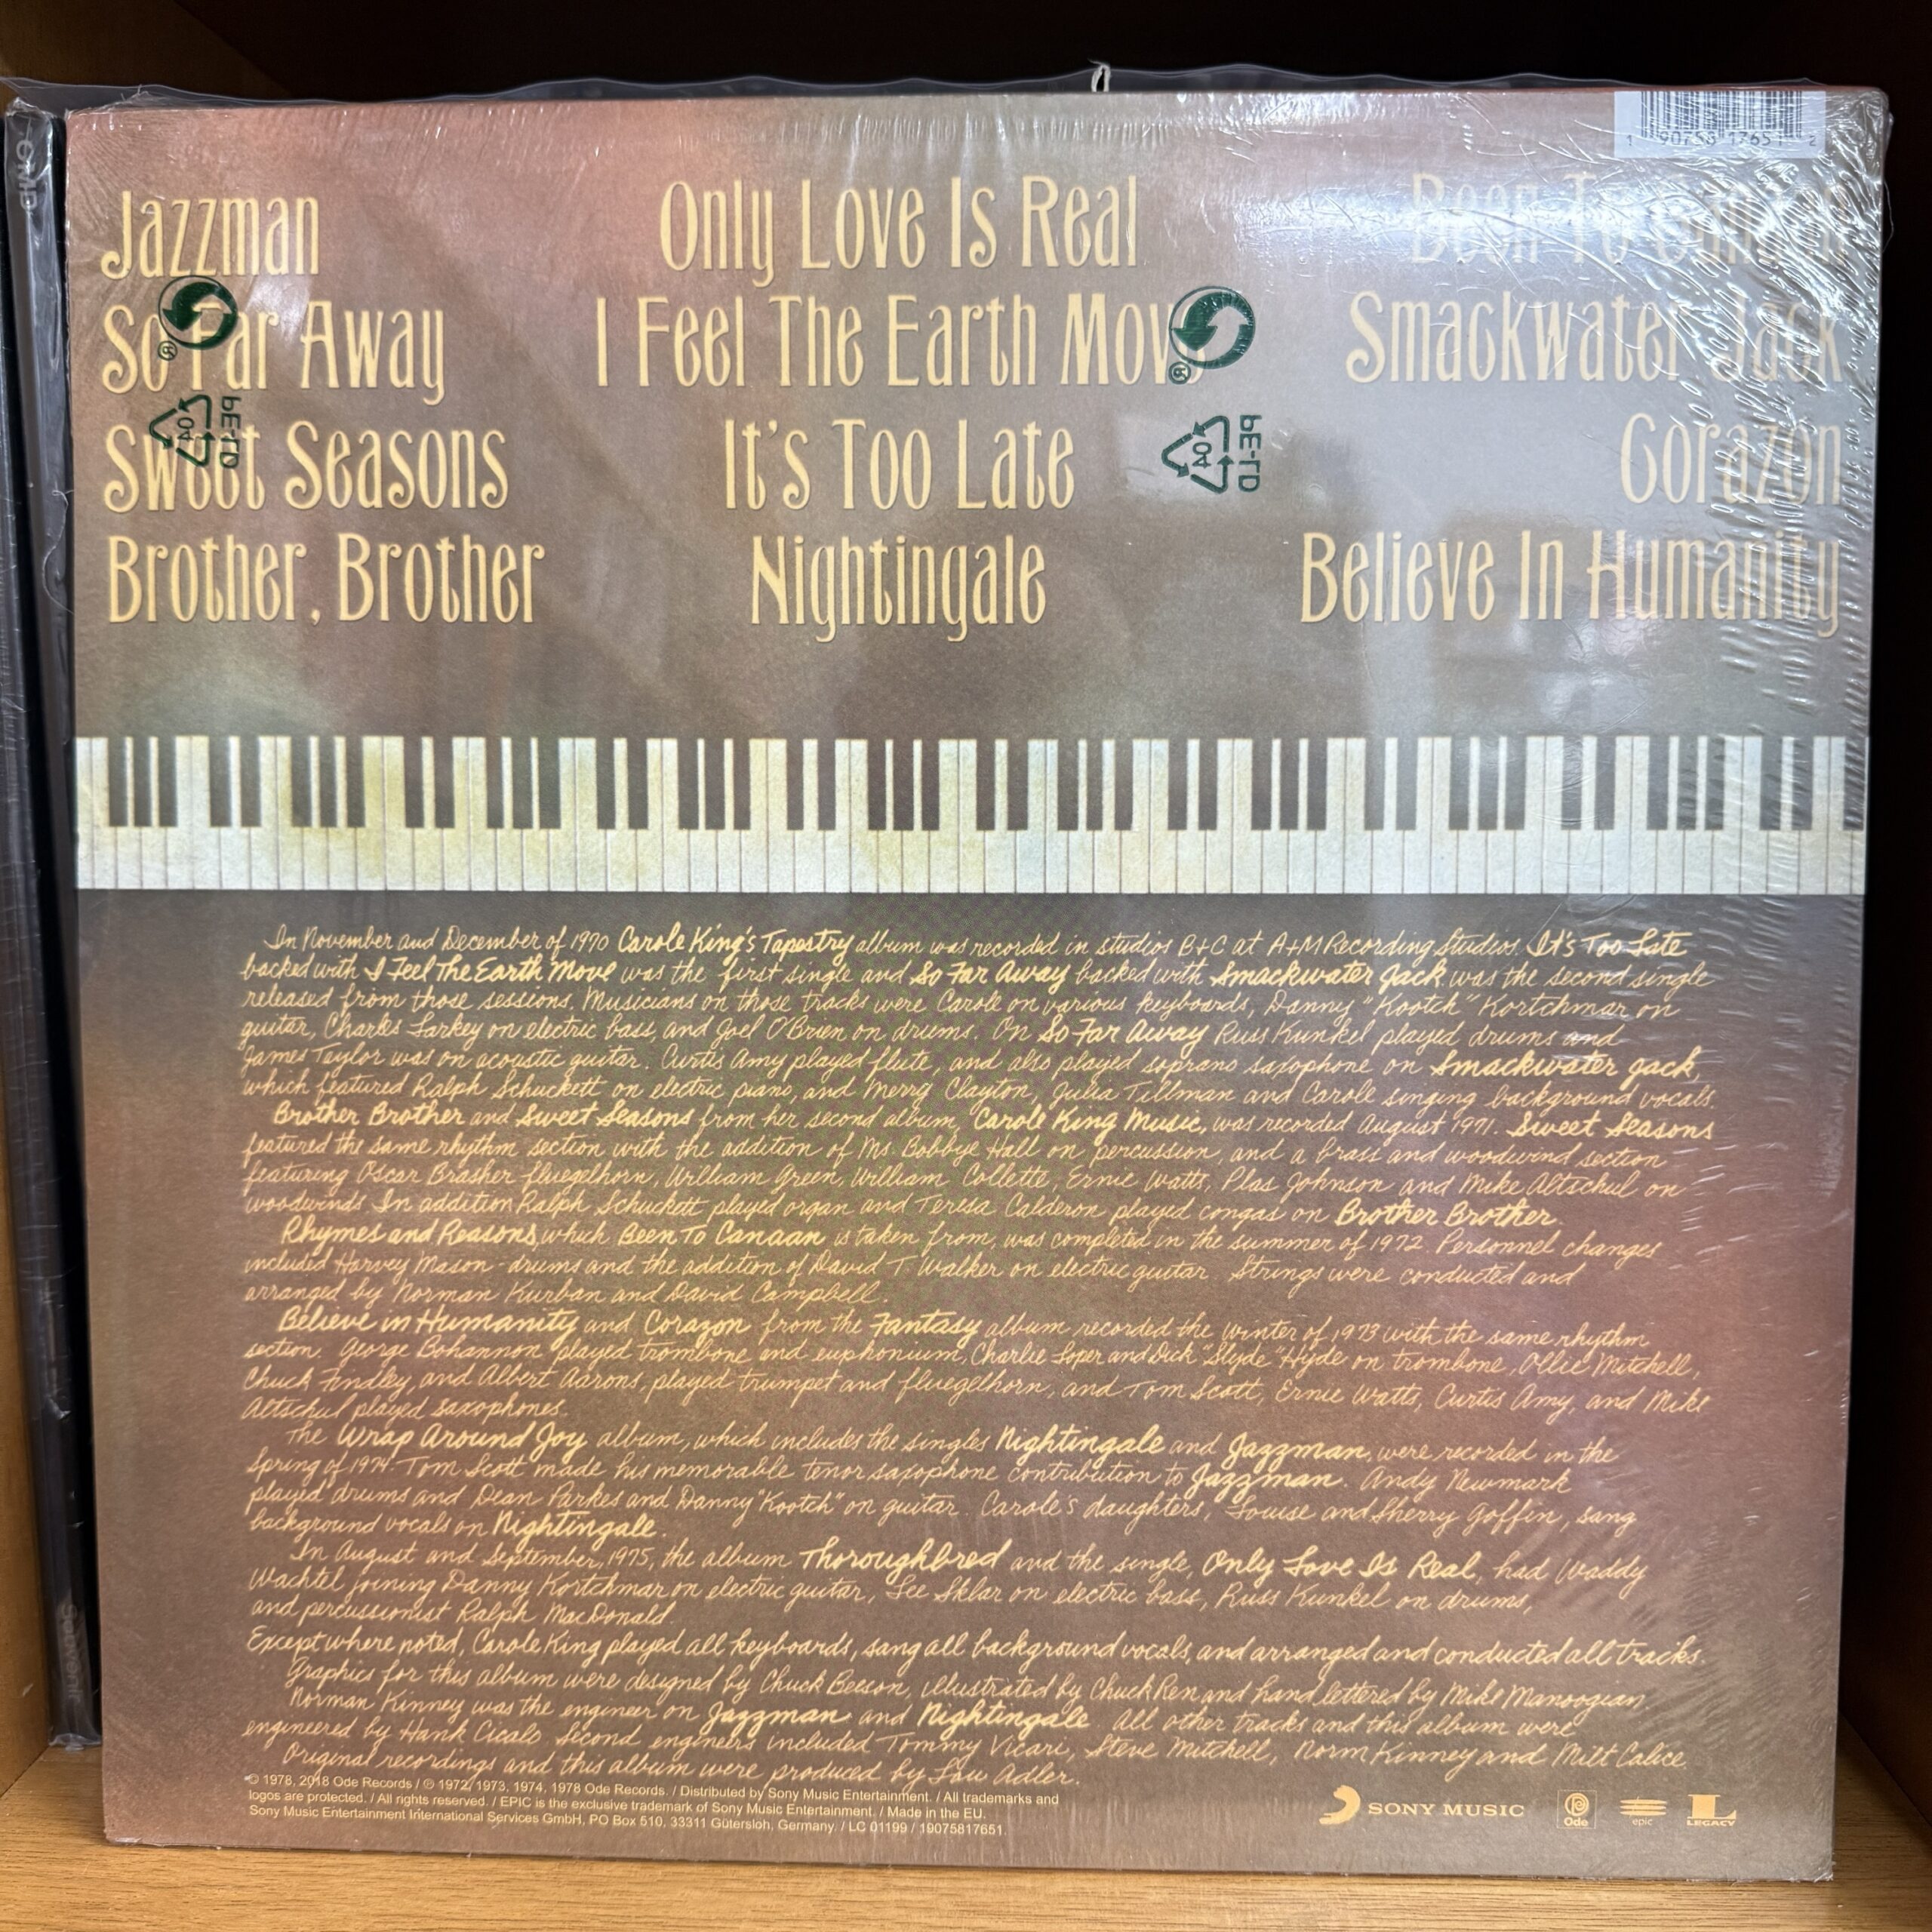 1 90758 17651 2
Jazzman
So Far Away
Sweet Seasons
Brother, Brother
Only Love Is Real
I Feel The Earth Move
It's Too Late
Nightingale
Been To Canaan
Smackwater Jack
Corazon
Believe In Humanity
®
04
PE-LD
®
04
PE-LD
In November and December of 1970 Carole King's Tapestry album was recorded in studios B+C at A+M Recording Studios. It's Too Late
backed with I Feel The Earth Move was the first single and So Far Away backed with Smackwater Jack was the second single
released from those sessions. Musicians on those tracks were Carole on various keyboards, Danny "Kootch" Kortchmar on
guitar, Charles Larkey on electric bass, and Joel O'Brien on drums. On So Far Away Russ Kunkel played drums and
James Taylor was on acoustic guitar. Curtis Amy played flute, and also played soprano saxophone on Smackwater Jack,
which featured Ralph Schuckett on electric piano, and Merry Clayton, Julia Tillman and Carole singing background vocals.
Brother Brother and Sweet Seasons from her second album, Carole King Music, was recorded August 1971. Sweet Seasons
featured the same rhythm section with the addition of Ms. Bobbye Hall on percussion, and a brass and woodwind section
featuring Oscar Brasher fluegelhorn, William Green, William Collette, Ernie Watts, Plas Johnson and Mike Altschul on
woodwinds. In addition Ralph Schuckett played organ and Teresa Calderon played congas on Brother Brother.
Rhymes and Reasons, which Been To Canaan is taken from, was completed in the summer of 1972. Personnel changes
included Harvey Mason - drums and the addition of David T. Walker on electric guitar. Strings were conducted and
arranged by Norman Kurban and David Campbell.
Believe in Humanity and Corazon from the Fantasy album recorded the winter of 1973 with the same rhythm
section. George Bohannon played trombone and euphonium, Charlie Loper and Dick "Slyde" Hyde on trombone, Ollie Mitchell,
Chuck Findley, and Albert Aarons, played trumpet and fluegelhorn, and Tom Scott, Ernie Watts, Curtis Amy, and Mike
Altschul played saxophones.
The Wrap Around Joy album, which includes the singles Nightingale and Jazzman, were recorded in the
Spring of 1974. Tom Scott made his memorable tenor saxophone contribution to Jazzman. Andy Newmark
played drums and Dean Parkes and Danny "Kootch" on guitar. Carole's daughters, Louise and Sherry Goffin, sang
background vocals on Nightingale.
In August and September, 1975, the album Thoroughbred and the single, Only Love Is Real, had Waddy
Wachtel joining Danny Kortchmar on electric guitar, Lee Sklar on electric bass, Russ Kunkel on drums,
and percussionist Ralph MacDonald.
Except where noted, Carole King played all keyboards, sang all background vocals, and arranged and conducted all tracks.
Graphics for this album were designed by Chuck Beeson, illustrated by Chuck Ren and hand lettered by Mike Manoogian.
Norman Kinney was the engineer on Jazzman and Nightingale. All other tracks and this album were
engineered by Hank Cicalo. Second engineers included Tommy Vicari, Steve Mitchell, Norm Kinney and Milt Calice.
Original recordings and this album were produced by Lou Adler.
© 1978, 2018 Ode Records / ℗ 1972, 1973, 1974, 1978 Ode Records. / Distributed by Sony Music Entertainment. / All trademarks and
logos are protected. / All rights reserved. / EPIC is the exclusive trademark of Sony Music Entertainment. / Made in the EU.
Sony Music Entertainment International Services GmbH, PO Box 510, 33311 Gütersloh, Germany. / LC 01199 / 19075817651.
SONY MUSIC
Ode
epic
LEGACY